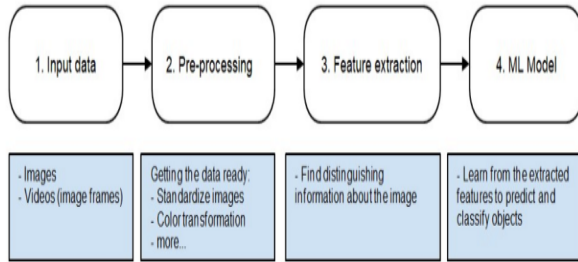 1. Input data
2. Pre-processing
3. Feature extraction
4. ML Model
- Images
- Videos (image frames)
Getting the data ready:
- Standardize images
- Color transformation
- more...
- Find distinguishing
information about the image
- Learn from the extracted
features to predict and
classify objects